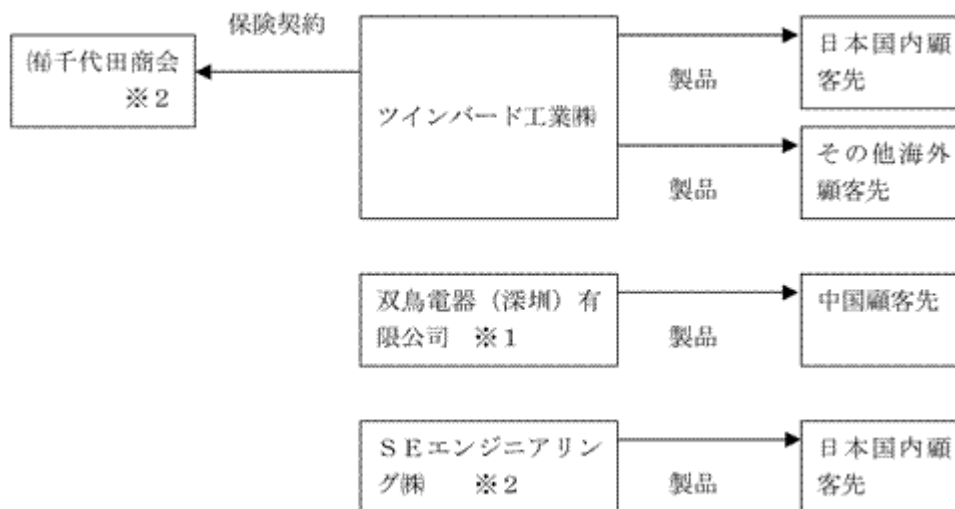 保険契約
㈲千代田商会
※2
ツインバード工業㈱
製品
日本国内顧
客先
製品
その他海外
顧客先
双鳥電器（深圳）有
限公司　※1
製品
中国顧客先
ＳＥエンジニアリン
グ㈱　　※2
製品
日本国内顧
客先